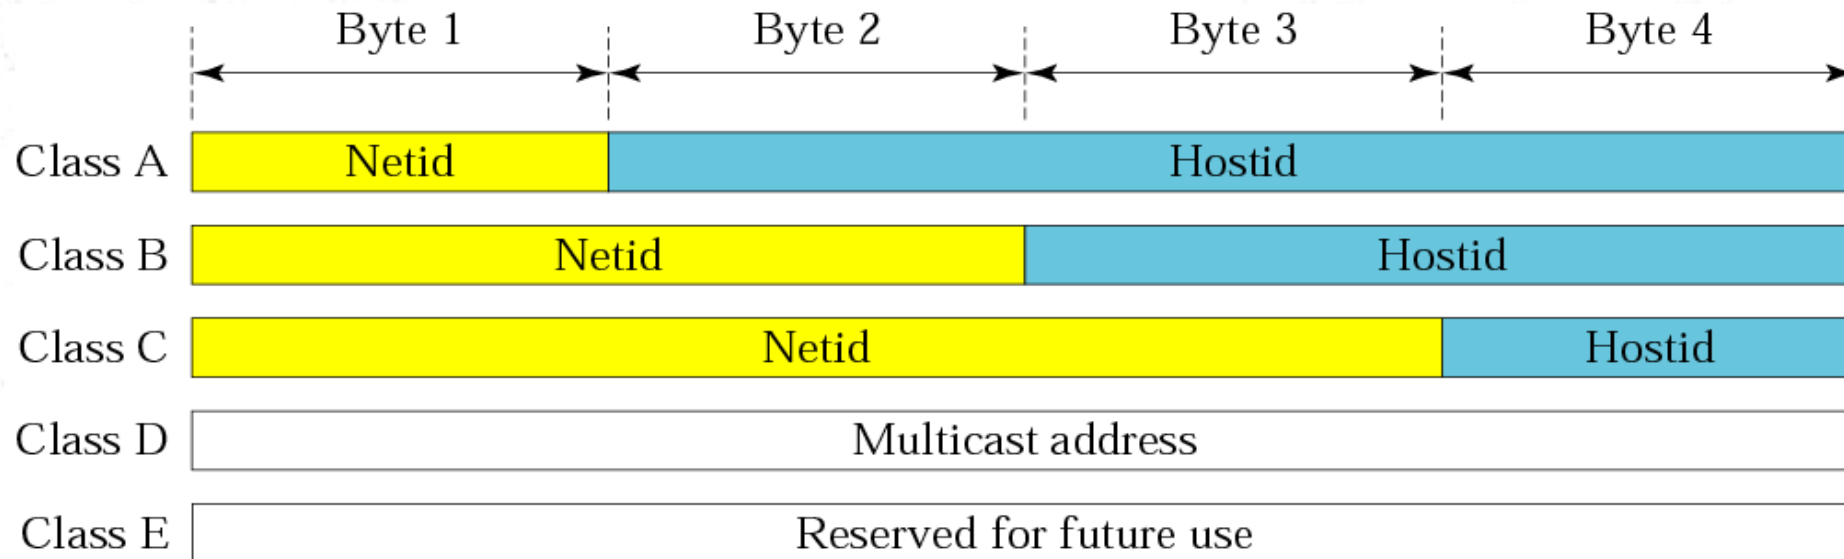 Byte 1 Byte 2 Byte 3 Byte 4
Class A Netid Hostid
Class B Netid Hostid
Class C Netid Hostid
Class D Multicast address
Class E Reserved for future use